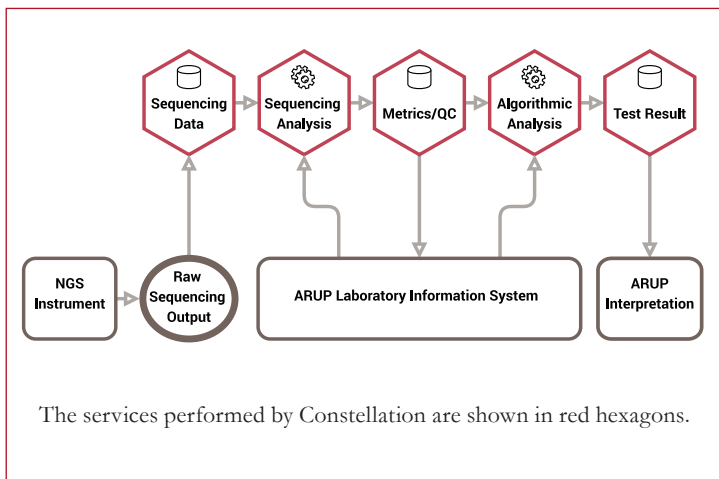 Sequencing
Data
Sequencing
Analysis
Metrics/QC
Algorithmic
Analysis
Test Result
NGS
Instrument
Raw
Sequencing
Output
ARUP Laboratory Information System
ARUP
Interpretation
The services performed by Constellation are shown in red hexagons.